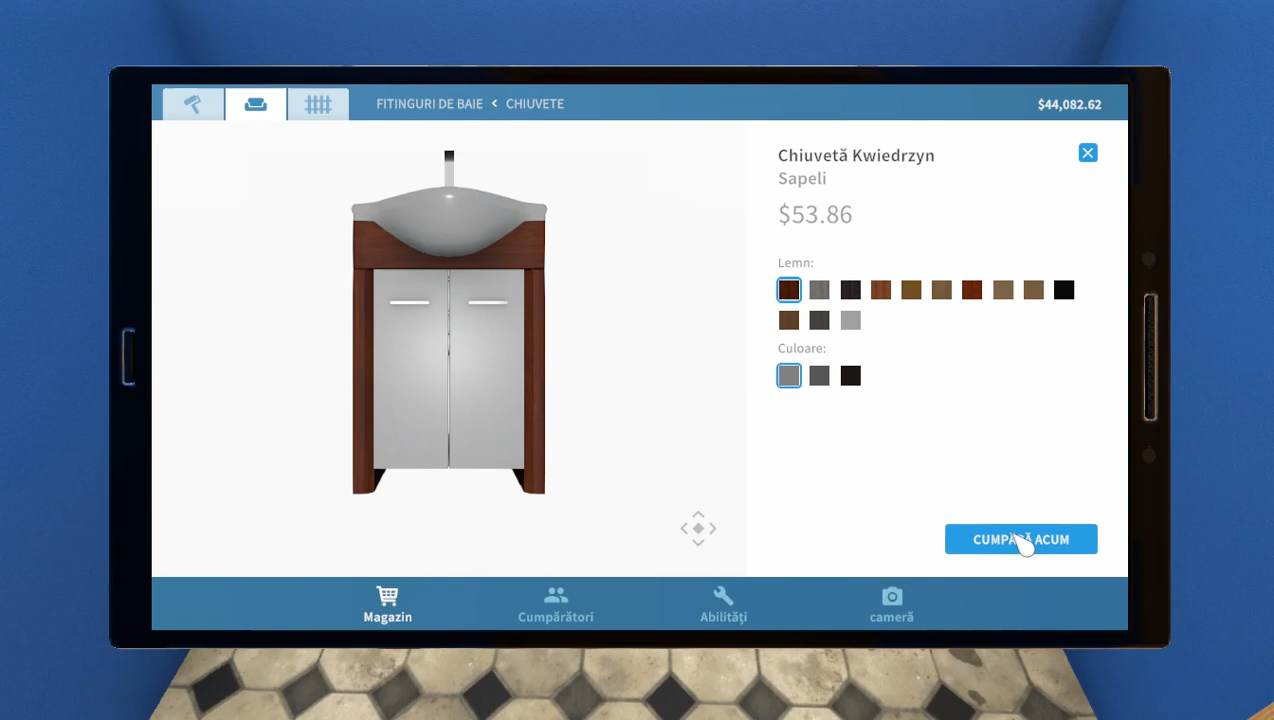 FITINGURI DE BAIE < CHIUVETE
$44,082.62
Chiuvetă Kwiedrzyn
Sapeli
$53.86
Lemn:
Culoare:
CUMPĂRĂ ACUM
Magazin
Cumpărători
Abilități
cameră